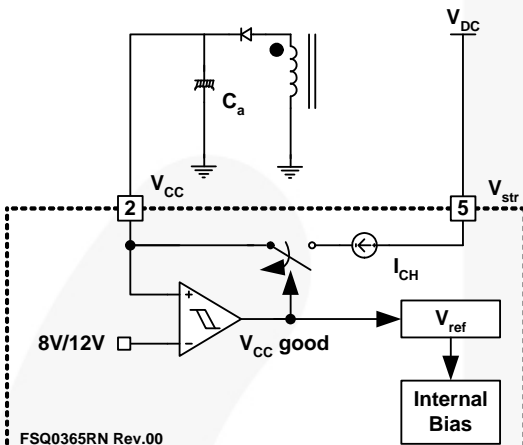 V_DC
C_a
V_CC
V_str
2
5
I_CH
+
8V/12V
−
V_CC good
V_ref
Internal
Bias
FSQ0365RN Rev.00